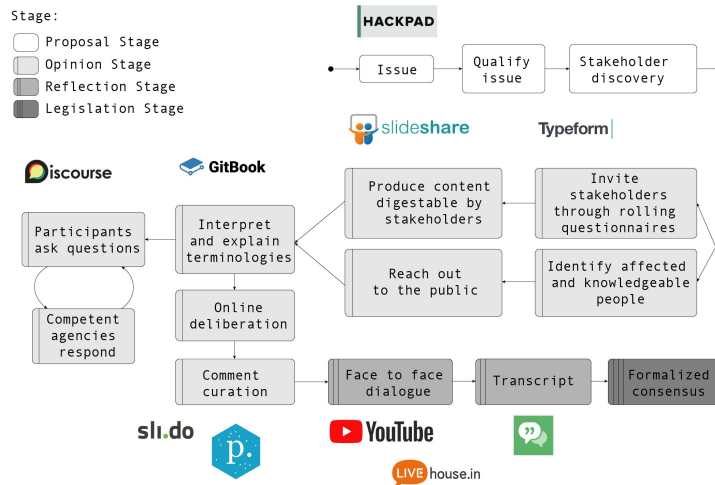 Stage:
Proposal Stage
Opinion Stage
Reflection Stage
Legislation Stage
HACKPAD
Issue
Qualify
issue
Stakeholder
discovery
slideshare
Typeform
Discourse
GitBook
Participants
ask questions
Interpret
and explain
terminologies
Produce content
digestable by
stakeholders
Invite
stakeholders
through rolling
questionnaires
Reach out
to the public
Identify affected
and knowledgeable
people
Competent
agencies
respond
Online
deliberation
Comment
curation
Face to face
dialogue
Transcript
Formalized
consensus
sli.do
p.
YouTube
LIVE house.in